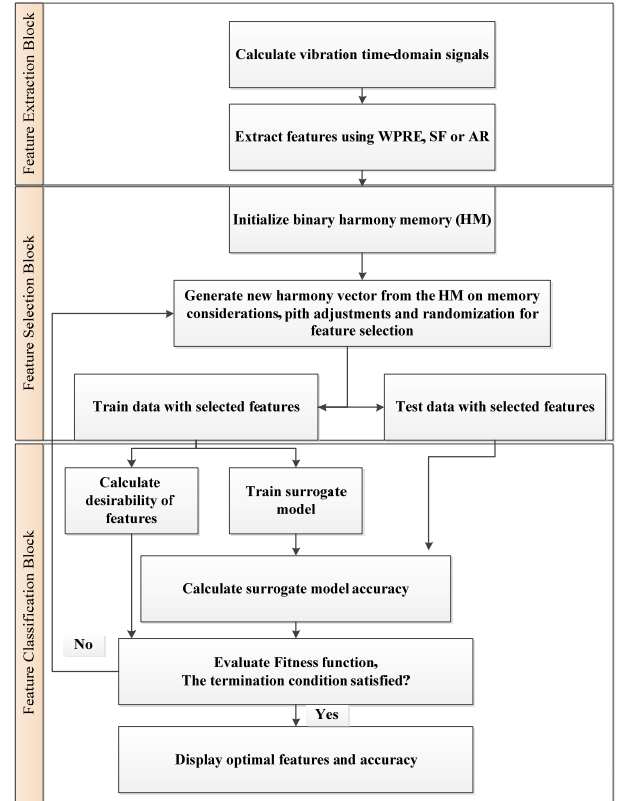 Feature Extraction Block
Calculate vibration time-domain signals
Extract features using WPRE, SF or AR
Feature Selection Block
Initialize binary harmony memory (HM)
Generate new harmony vector from the HM on memory
considerations, pith adjustments and randomization for
feature selection
Train data with selected features
Test data with selected features
Feature Classification Block
Calculate
desirability of
features
Train surrogate
model
Calculate surrogate model accuracy
No
Evaluate Fitness function,
The termination condition satisfied?
Yes
Display optimal features and accuracy